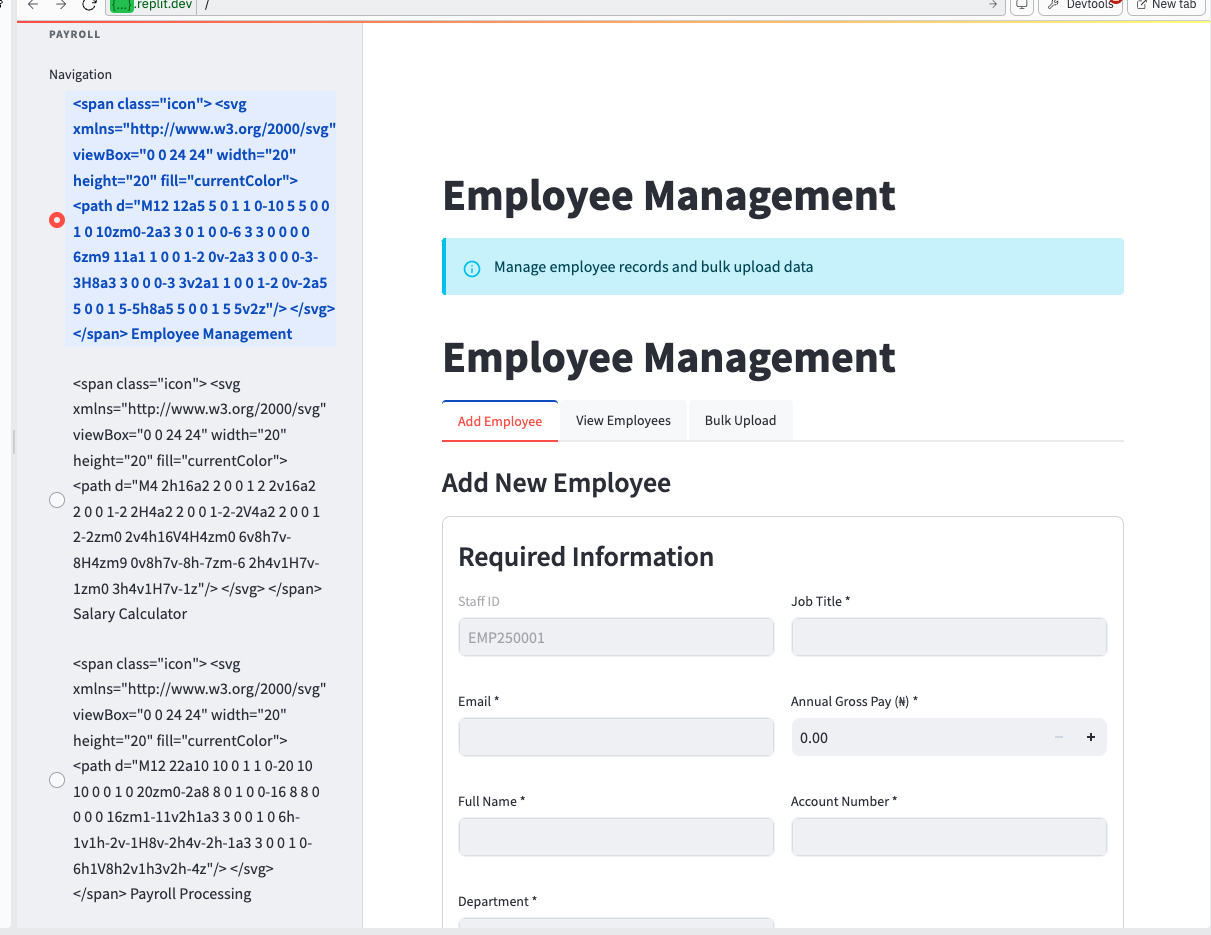 {...}.replit.dev /
Devtools
New tab
PAYROLL
Navigation
<span class="icon"> <svg
xmlns="http://www.w3.org/2000/svg"
viewBox="0 0 24 24" width="20"
height="20" fill="currentColor">
<path d="M12 12a5 5 0 1 1 0-10 5 5 0 0
1 0 10zm0-2a3 3 0 1 0 0-6 3 3 0 0 0 0
6zm9 11a1 1 0 0 1-2 0v-2a3 3 0 0 0-3-
3H8a3 3 0 0 0-3 3v2a1 1 0 0 1-2 0v-2a5
5 0 0 1 5-5h8a5 5 0 0 1 5 5v2z"/> </svg>
</span> Employee Management
<span class="icon"> <svg
xmlns="http://www.w3.org/2000/svg"
viewBox="0 0 24 24" width="20"
height="20" fill="currentColor">
<path d="M4 2h16a2 2 0 0 1 2 2v16a2
2 0 0 1-2 2H4a2 2 0 0 1-2-2V4a2 2 0 0 1
2-2zm0 2v4h16V4H4zm0 6v8h7v-
8H4zm9 0v8h7v-8h-7zm-6 2h4v1H7v-
1zm0 3h4v1H7v-1z"/> </svg> </span>
Salary Calculator
<span class="icon"> <svg
xmlns="http://www.w3.org/2000/svg"
viewBox="0 0 24 24" width="20"
height="20" fill="currentColor">
<path d="M12 22a10 10 0 1 1 0-20 10
10 0 0 1 0 20zm0-2a8 8 0 1 0 0-16 8 8 0
0 0 0 16zm1-11v2h1a3 3 0 0 1 0 6h-
1v1h-2v-1H8v-2h4v-2h-1a3 3 0 0 1 0-
6h1V8h2v1h3v2h-4z"/> </svg>
</span> Payroll Processing
Employee Management
Manage employee records and bulk upload data
Employee Management
Add Employee
View Employees
Bulk Upload
Add New Employee
Required Information
Staff ID
Job Title *
EMP250001
Email *
Annual Gross Pay (₦) *
0.00
Full Name *
Account Number *
Department *